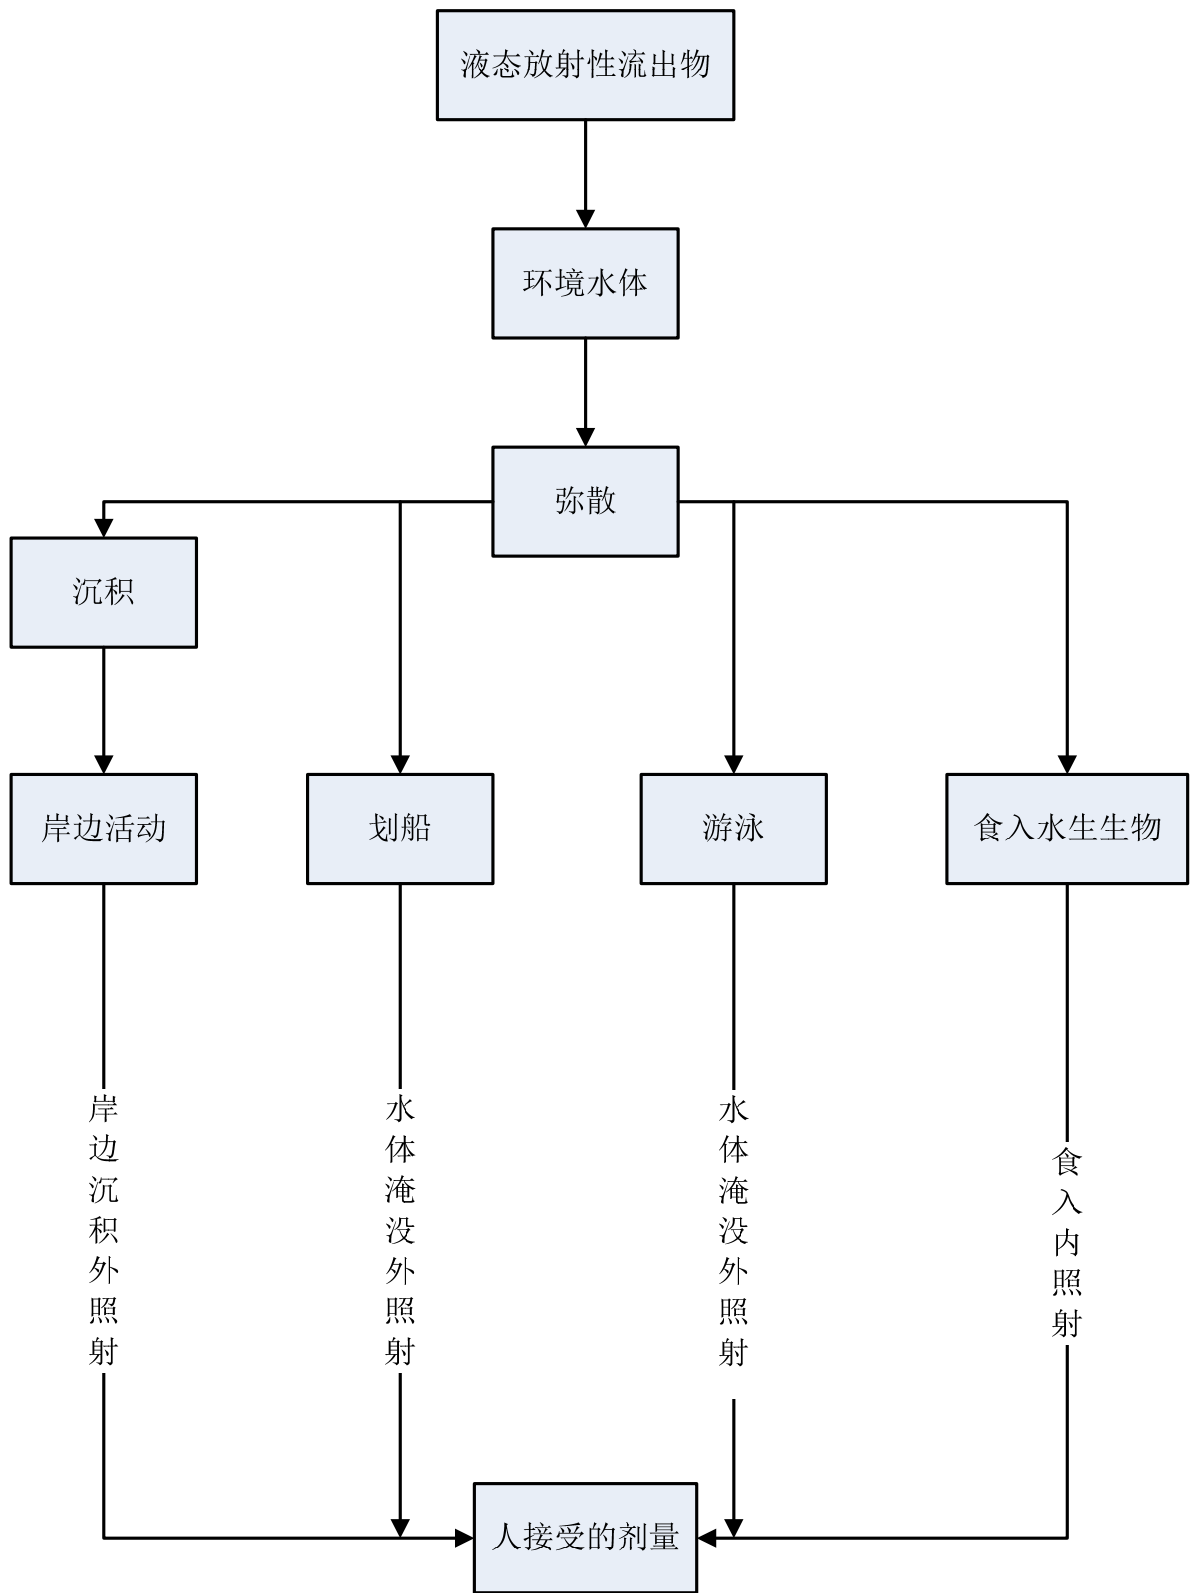 液态放射性流出物
环境水体
弥散
沉积
岸边活动
划船
游泳
食入水生生物
岸边沉积外照射
水体淹没外照射
水体淹没外照射
食入内照射
人接受的剂量